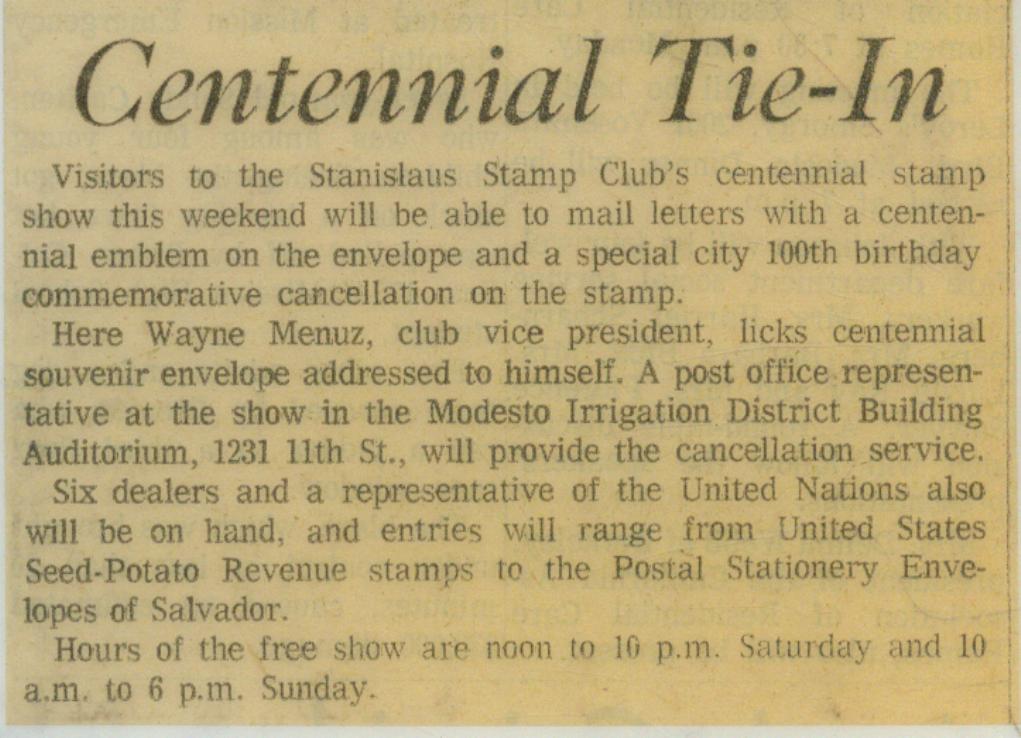 Centennial Tie-In
Visitors to the Stanislaus Stamp Club's centennial stamp
show this weekend will be able to mail letters with a centen-
nial emblem on the envelope and a special city 100th birthday
commemorative cancellation on the stamp.
Here Wayne Menuz, club vice president, licks centennial
souvenir envelope addressed to himself. A post office represen-
tative at the show in the Modesto Irrigation District Building
Auditorium, 1231 11th St., will provide the cancellation service.
Six dealers and a representative of the United Nations also
will be on hand, and entries will range from United States
Seed-Potato Revenue stamps to the Postal Stationery Enve-
lopes of Salvador.
Hours of the free show are noon to 10 p.m. Saturday and 10
a.m. to 6 p.m. Sunday.